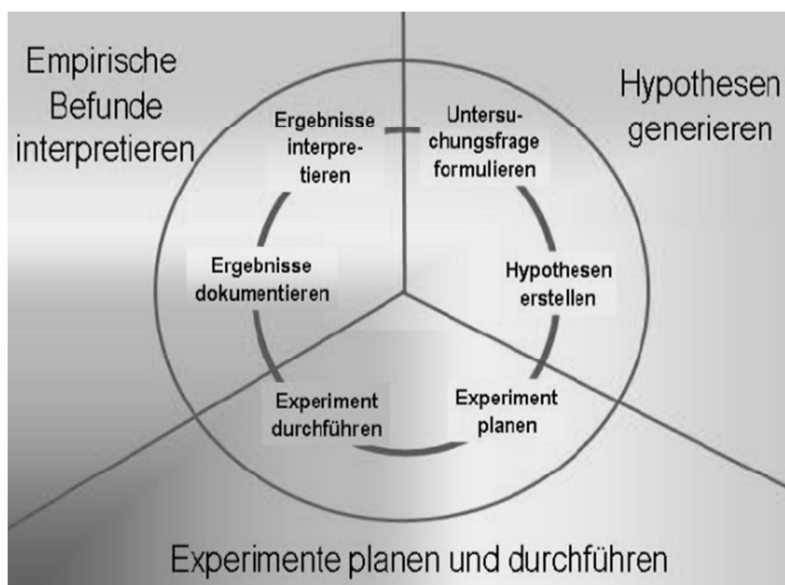 Empirische
Befunde
interpretieren
Hypothesen
generieren
Ergebnisse
interpre-
tieren
Untersu-
chungsfrage
formulieren
Ergebnisse
dokumentieren
Hypothesen
erstellen
Experiment
durchführen
Experiment
planen
Experimente planen und durchführen